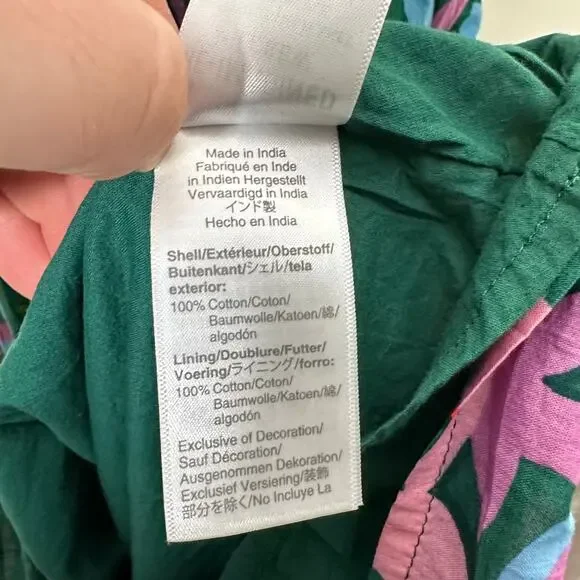 Made in India
Fabriqué en Inde
in Indien Hergestellt
Vervaardigd in India
インド製
Hecho en India
Shell/Extérieur/Oberstoff/
Buitenkant/シェル/tela
exterior:
100% Cotton/Coton/
Baumwolle/Katoen/綿/
algodón
Lining/Doublure/Futter/
Voering/ライニング/forro:
100% Cotton/Coton/
Baumwolle/Katoen/綿/
algodón
Exclusive of Decoration/
Sauf Décoration/
Ausgenommen Dekoration/
Exclusief Versiering/装飾
部分を除く/No Incluye La